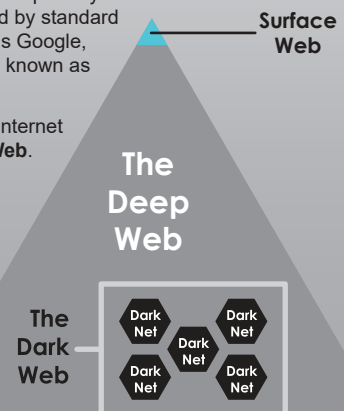 d by standard
s Google,
known as
nternet
Web.
Surface
Web
The
Deep
Web
The
Dark
Web
Dark
Net
Dark
Net
Dark
Net
Dark
Net
Dark
Net